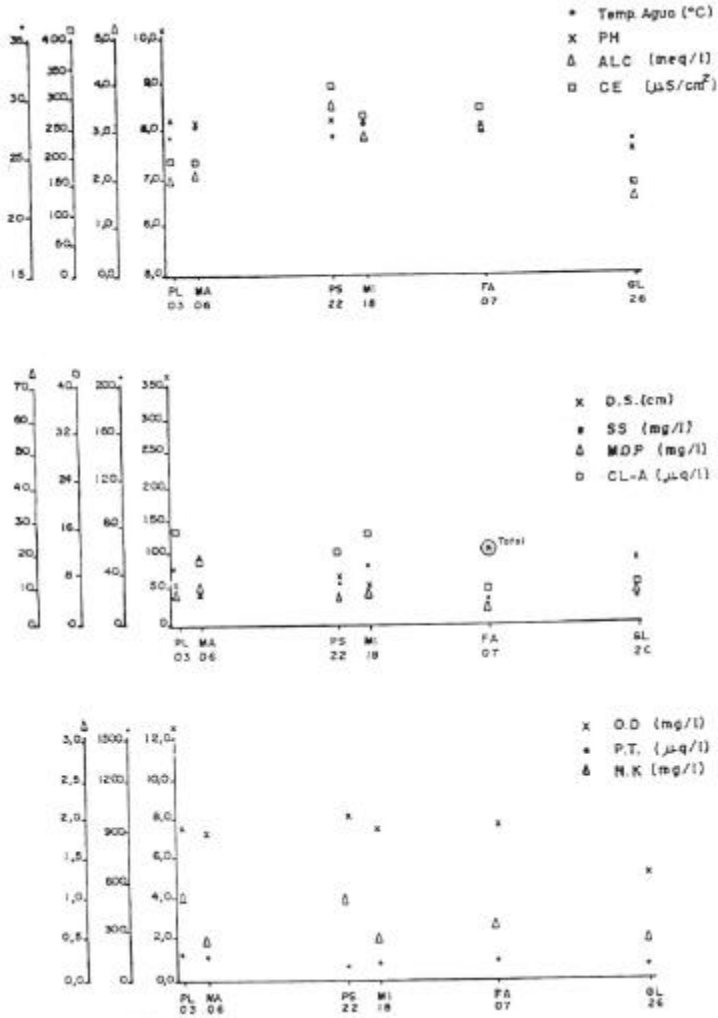 • Temp. Agua (°C)
x PH
△ ALC (meq/l)
□ CE (µS/cm²)
• □ △ x
35 400 5,0 10,0
350
30 300 4,0 9,0
250 3,0 8,0
25 200
150 2,0 7,0
20 100 1,0
50
15 0 0,0 6,0
PL MA PS MI FA GL
03 06 22 18 07 26
x D.S.(cm)
• SS (mg/l)
△ M.O.P (mg/l)
□ CL-A (µq/l)
△ □ • x
70 40 200 350
60 32 160 300
50 250
40 24 120 200
30 16 80 150
20 100
10 8 40 50
0 0 0 0
Total
PL MA PS MI FA GL
03 06 22 18 07 26
x O.D (mg/l)
• P.T. (µq/l)
△ N.K (mg/l)
△ • x
3,0 1500 12,0
2,5 1200 10,0
2,0 900 8,0
1,5 6,0
1,0 600 4,0
0,5 300 2,0
0,0 0 0,0
PL MA PS MI FA GL
03 06 22 18 07 26